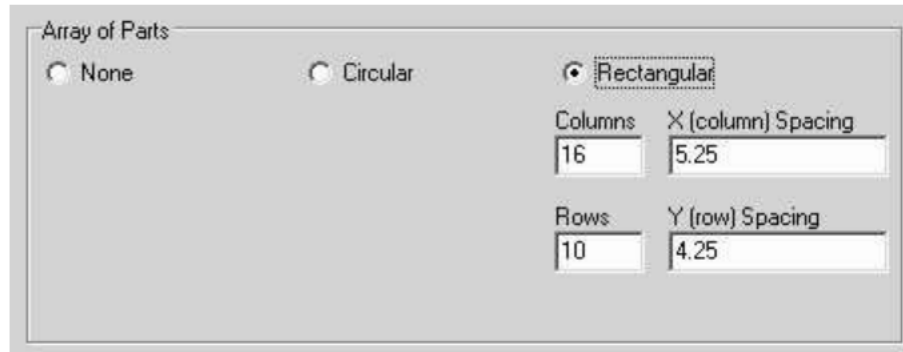 Array of Parts
None Circular Rectangular
Columns X (column) Spacing
16 5.25
Rows Y (row) Spacing
10 4.25